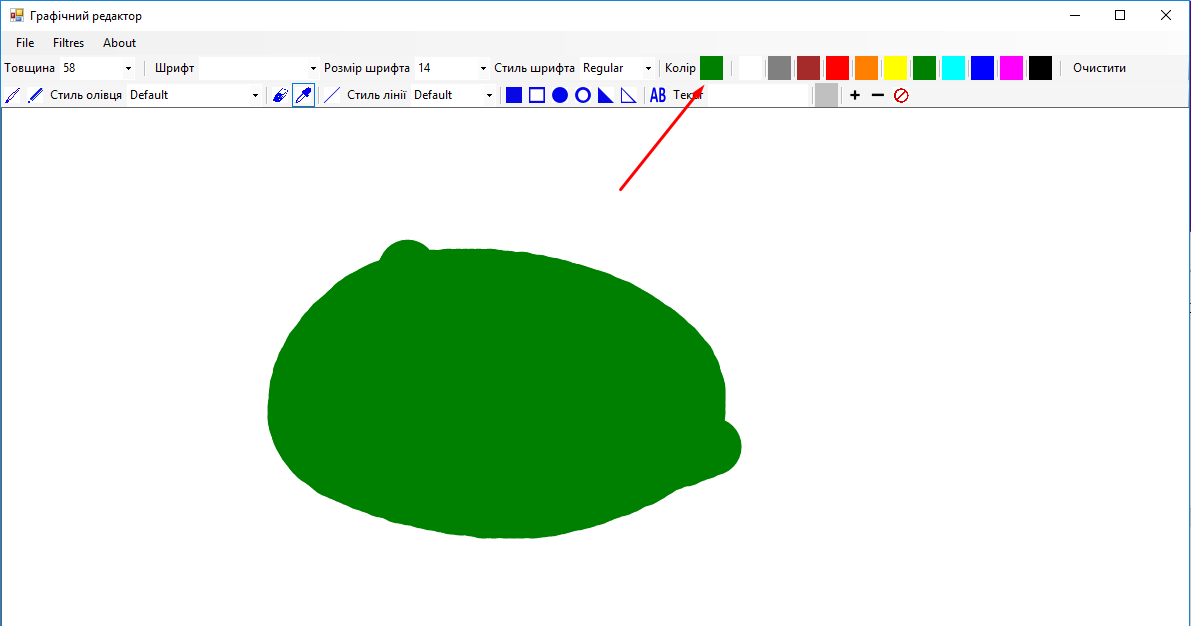 Графічний редактор
File Filtres About
Товщина 58 Шрифт Розмір шрифта 14 Стиль шрифта Regular Колір Очистити
Стиль олівця Default Стиль лінії Default AB Текст